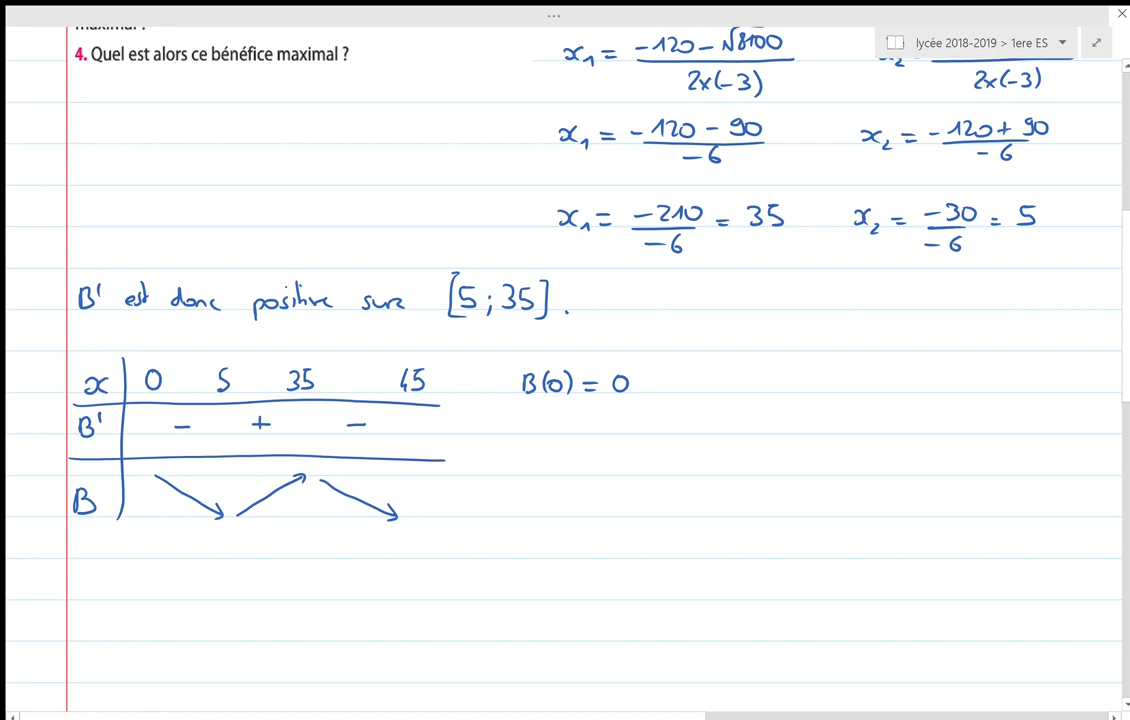 ...
4. Quel est alors ce bénéfice maximal ?
lycée 2018-2019 > 1ere ES
x₁ = (-120 - √8100) / (2×(-3))
x₂ = 2×(-3)
x₁ = (-120 - 90) / -6
x₂ = (-120 + 90) / -6
x₁ = -210 / -6 = 35
x₂ = -30 / -6 = 5
B' est donc positive sur [5 ; 35].
x 0 5 35 45
B(0) = 0
B' - + -
B